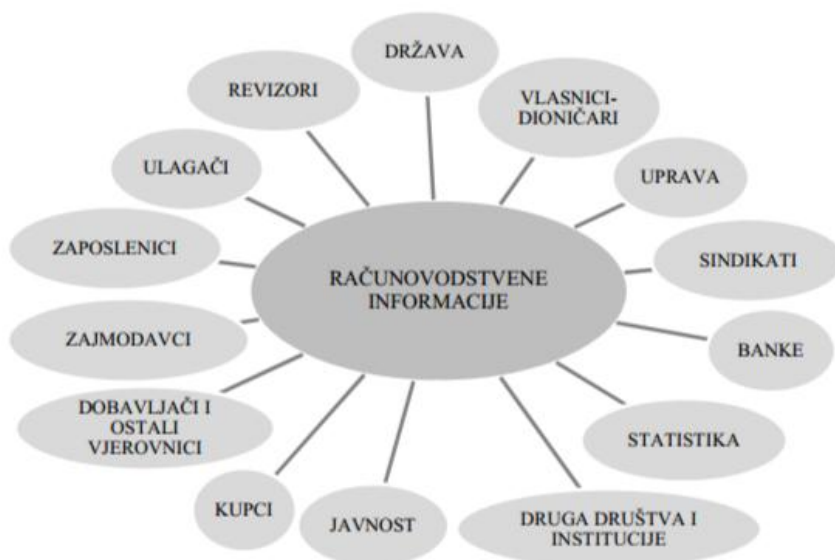 DRŽAVA
REVIZORI
VLASNICI-
DIONIČARI
ULAGAČI
UPRAVA
ZAPOSLENICI
SINDIKATI
RAČUNOVODSTVENE
INFORMACIJE
ZAJMODAVCI
BANKE
DOBAVLJAČI I
OSTALI
VJEROVNICI
STATISTIKA
KUPCI
JAVNOST
DRUGA DRUŠTVA I
INSTITUCIJE